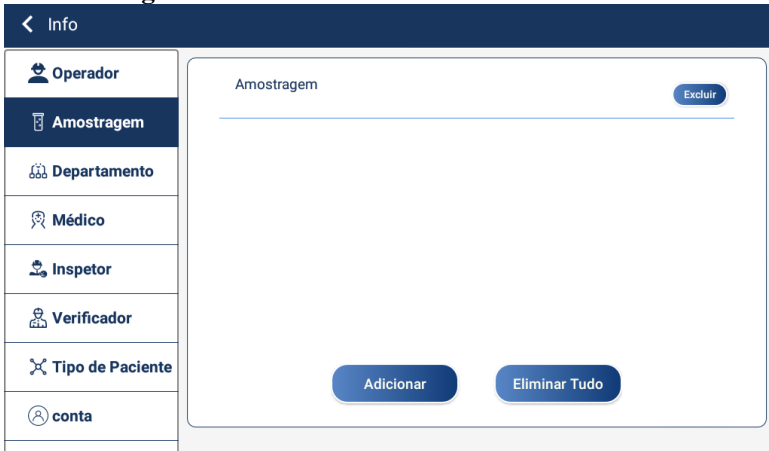 Info
Operador
Amostragem
Departamento
Médico
Inspetor
Verificador
Tipo de Paciente
conta
Amostragem
Excluir
Adicionar
Eliminar Tudo